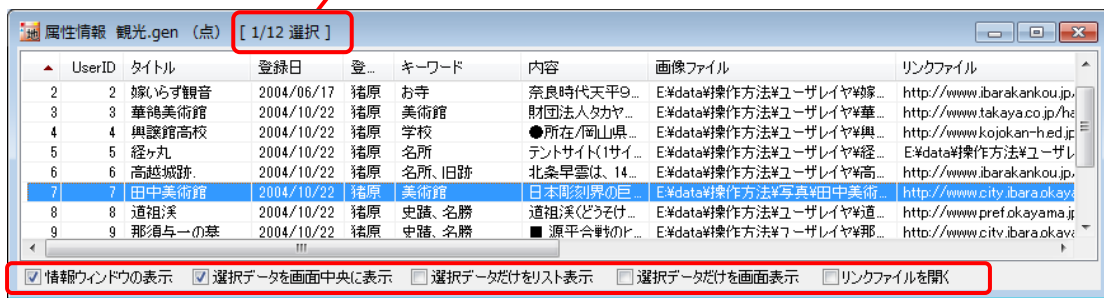 属性情報 観光.gen (点) [ 1/12 選択 ]
UserID タイトル 登録日 登... キーワード 内容 画像ファイル リンクファイル
2 2 嫁いらず観音 2004/06/17 猪原 お寺 奈良時代天平9... E:¥data¥操作方法¥ユーザレイヤ¥嫁... http://www.ibarakankou.jp,
3 3 華鴒美術館 2004/10/22 猪原 美術館 財団法人タカヤ... E:¥data¥操作方法¥ユーザレイヤ¥華... http://www.takaya.co.jp/ha
4 4 興譲館高校 2004/10/22 猪原 学校 ●所在/岡山県... E:¥data¥操作方法¥ユーザレイヤ¥興... http://www.kojokan-h.ed.jp
5 5 経ヶ丸 2004/10/22 猪原 名所 テントサイト(1サイ... E:¥data¥操作方法¥ユーザレイヤ¥経... E:¥data¥操作方法¥ユーザレ
6 6 高越城跡. 2004/10/22 猪原 名所、旧跡 北条早雲は、14... E:¥data¥操作方法¥ユーザレイヤ¥高... http://www.ibarakankou.jp,
7 7 田中美術館 2004/10/22 猪原 美術館 日本彫刻界の巨... E:¥data¥操作方法¥写真¥田中美術... http://www.city.ibara.okaya
8 8 道祖渓 2004/10/22 猪原 史蹟、名勝 道祖渓(どうそけ... E:¥data¥操作方法¥ユーザレイヤ¥道... http://www.pref.okayama.jp
9 9 那須与一の墓 2004/10/22 猪原 史蹟、名勝 ■ 源平合戦のヒ... E:¥data¥操作方法¥ユーザレイヤ¥那... http://www.city.ibara.okaya
情報ウィンドウの表示 選択データを画面中央に表示 選択データだけをリスト表示 選択データだけを画面表示 リンクファイルを開く